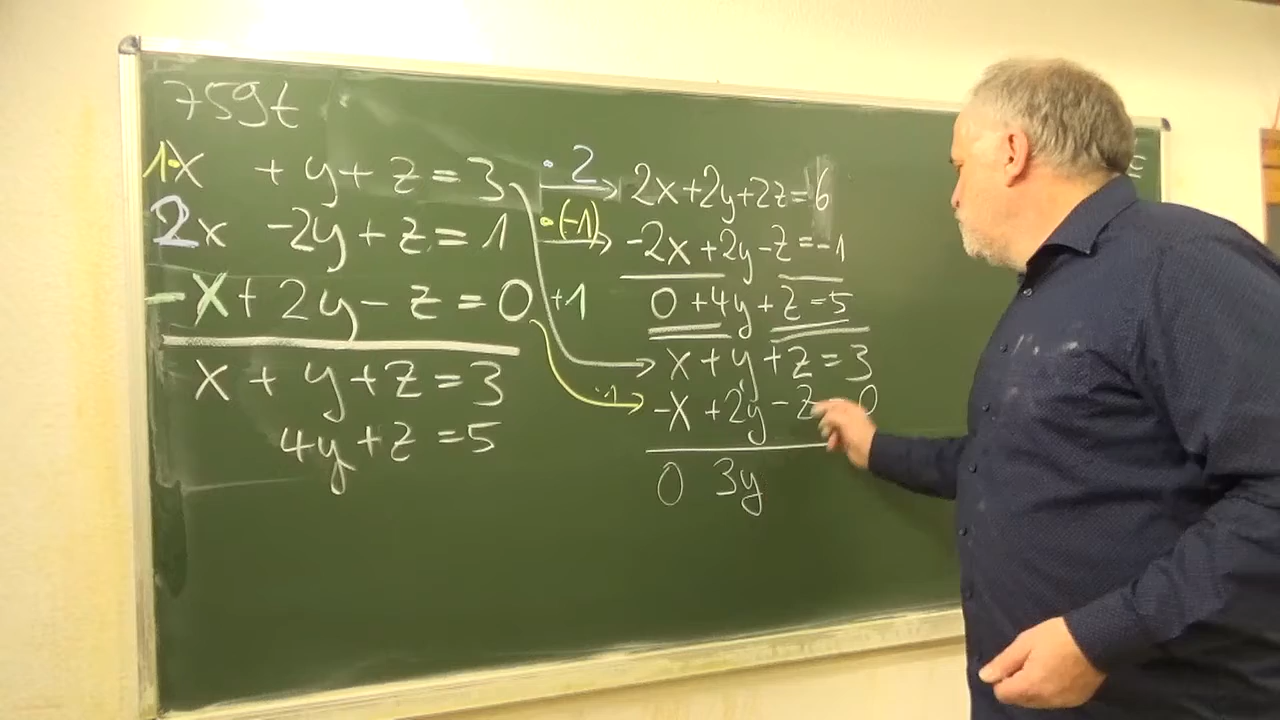 759t
1·x + y + z = 3
2x -2y + z = 1
-x + 2y - z = 0 +1
x + y + z = 3
4y + z = 5
·2
2x+2y+2z=6
·(-1)
-2x+2y-z=-1
0 +4y+z=5
x+y+z=3
·1
-x +2y -z 0
0 3y